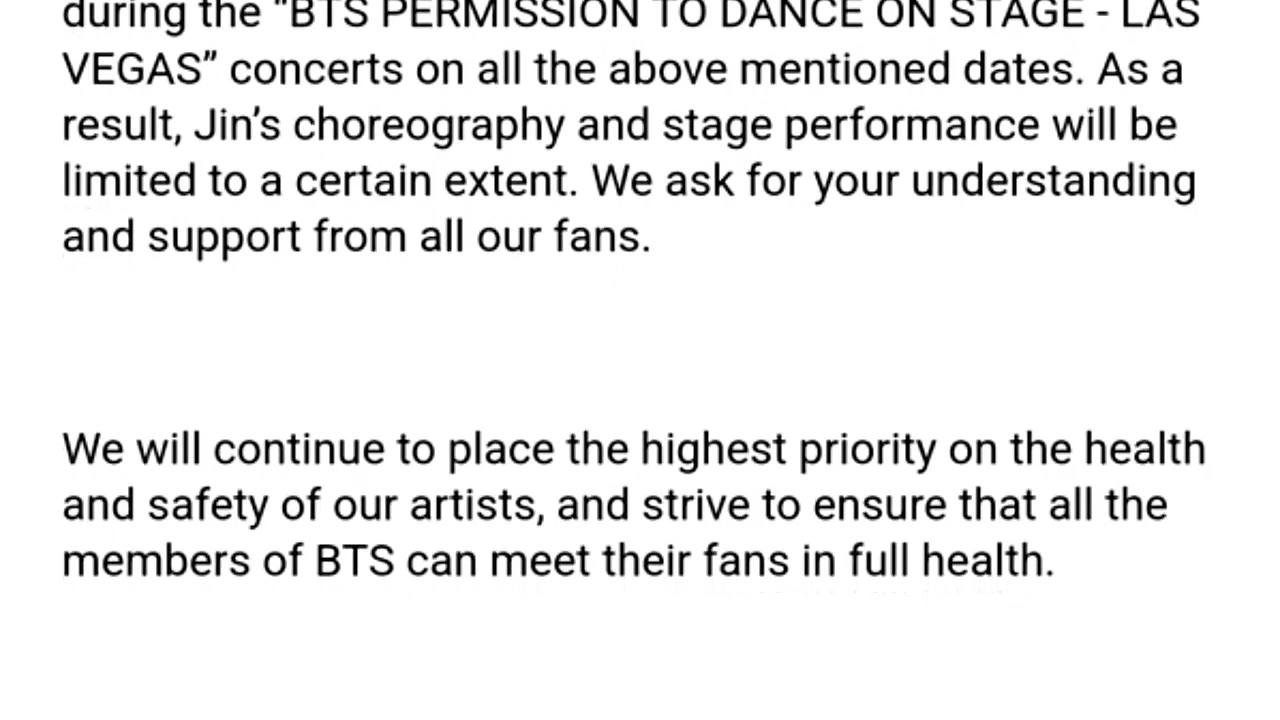 during the “BTS PERMISSION TO DANCE ON STAGE - LAS
VEGAS” concerts on all the above mentioned dates. As a
result, Jin’s choreography and stage performance will be
limited to a certain extent. We ask for your understanding
and support from all our fans.
We will continue to place the highest priority on the health
and safety of our artists, and strive to ensure that all the
members of BTS can meet their fans in full health.